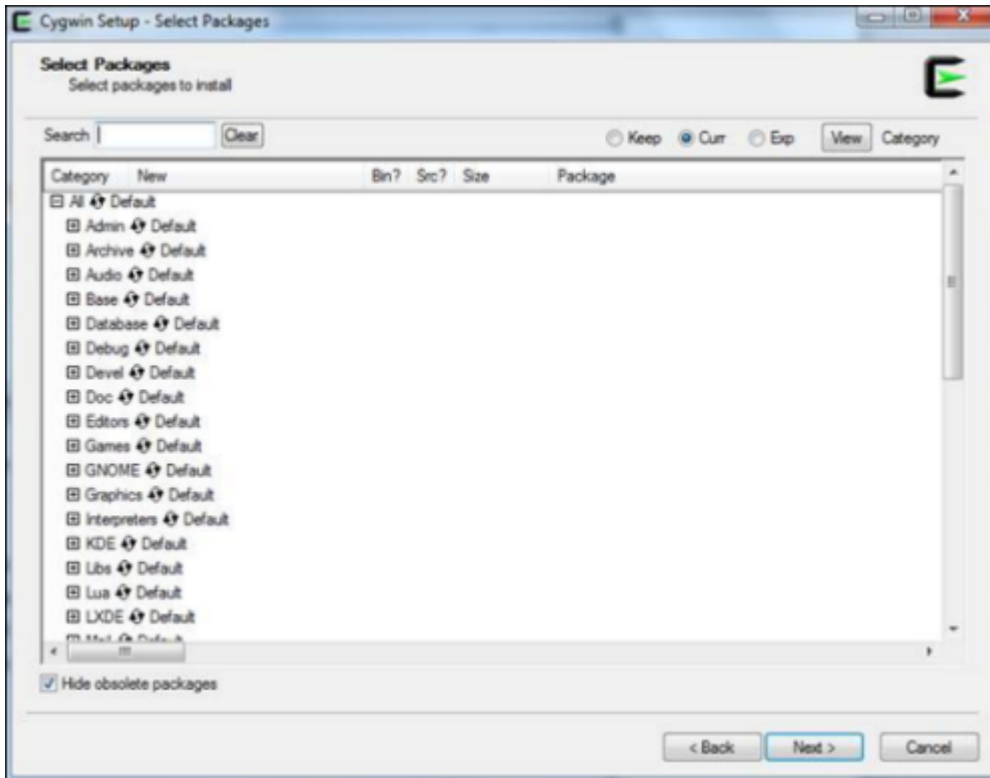 Cygwin Setup - Select Packages
Select Packages
Select packages to install
Search Clear Keep Curr Exp View Category
Category New Bin? Src? Size Package
All Default
Admin Default
Archive Default
Audio Default
Base Default
Database Default
Debug Default
Devel Default
Doc Default
Editors Default
Games Default
GNOME Default
Graphics Default
Interpreters Default
KDE Default
Libs Default
Lua Default
LXDE Default
Hide obsolete packages
< Back Next > Cancel